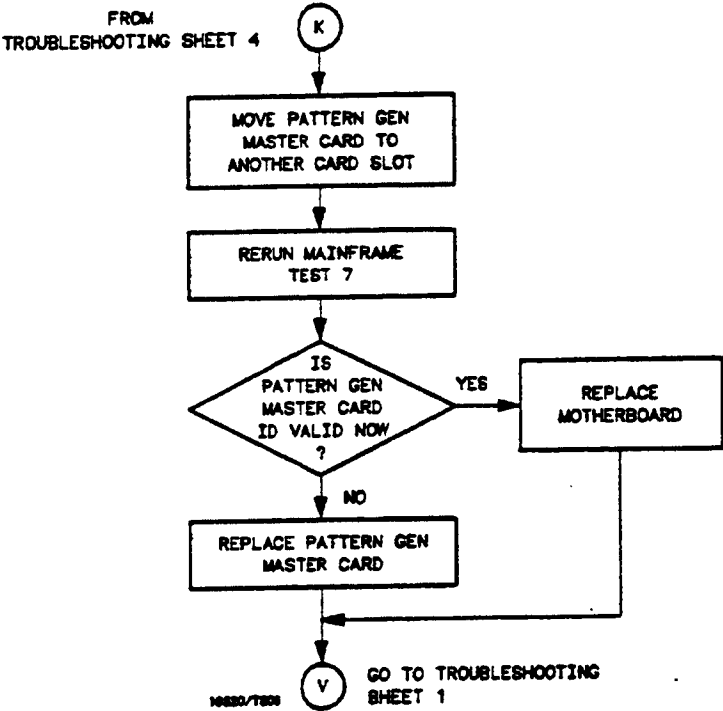 FROM
TROUBLESHOOTING SHEET 4
K
MOVE PATTERN GEN
MASTER CARD TO
ANOTHER CARD SLOT
RERUN MAINFRAME
TEST 7
IS
PATTERN GEN
MASTER CARD
ID VALID NOW
?
YES
REPLACE
MOTHERBOARD
NO
REPLACE PATTERN GEN
MASTER CARD
V
GO TO TROUBLESHOOTING
SHEET 1